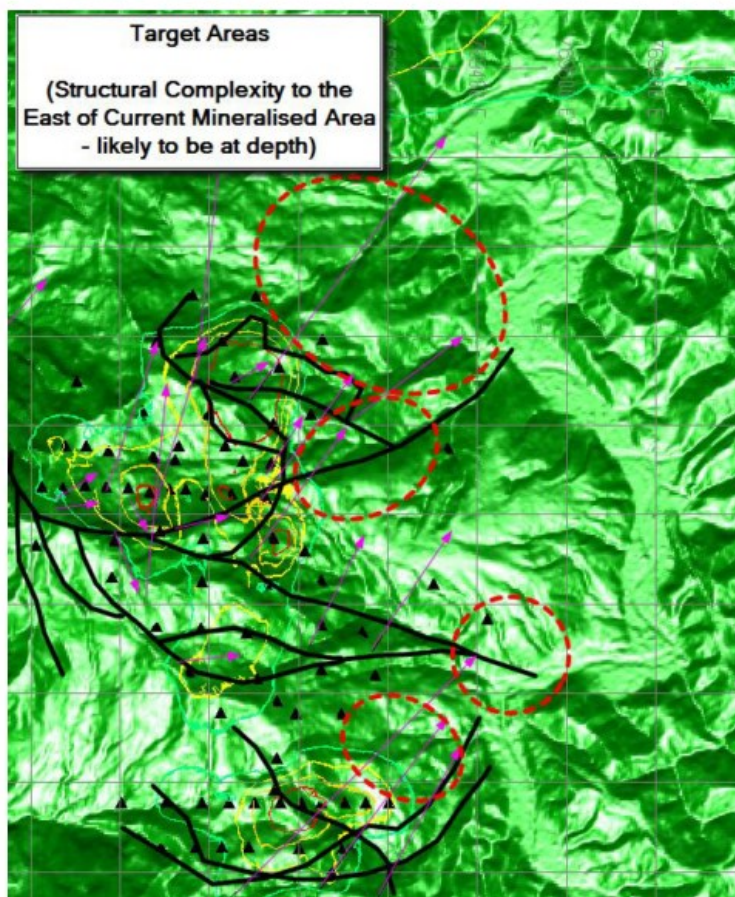 Target Areas
(Structural Complexity to the
East of Current Mineralised Area
- likely to be at depth)